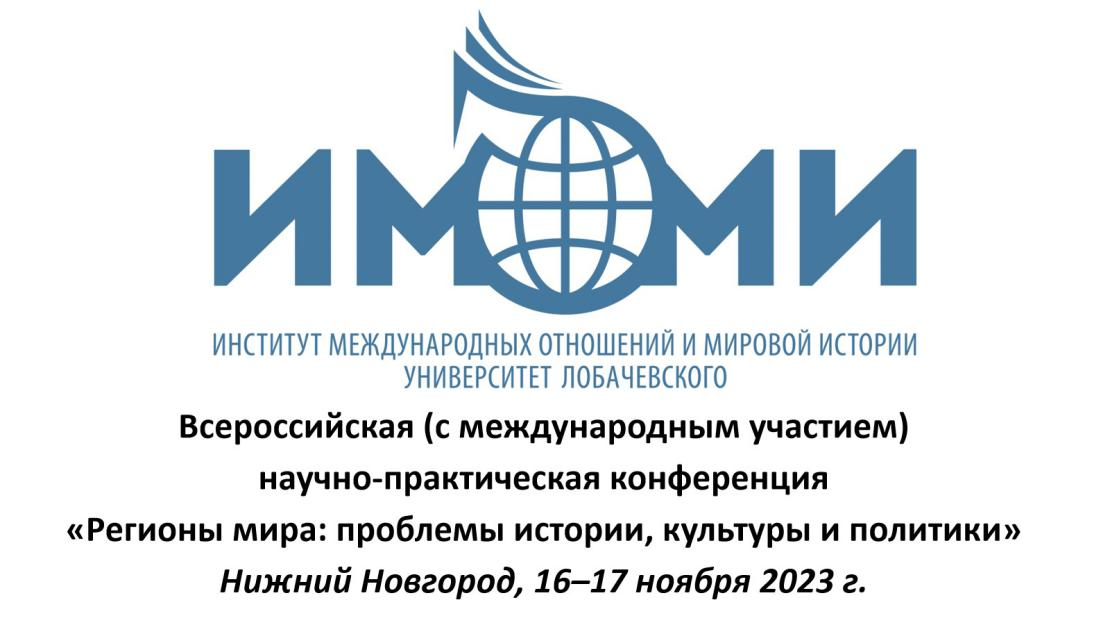 ИМОМИ
ИНСТИТУТ МЕЖДУНАРОДНЫХ ОТНОШЕНИЙ И МИРОВОЙ ИСТОРИИ
УНИВЕРСИТЕТ ЛОБАЧЕВСКОГО
Всероссийская (с международным участием)
научно-практическая конференция
«Регионы мира: проблемы истории, культуры и политики»
Нижний Новгород, 16–17 ноября 2023 г.